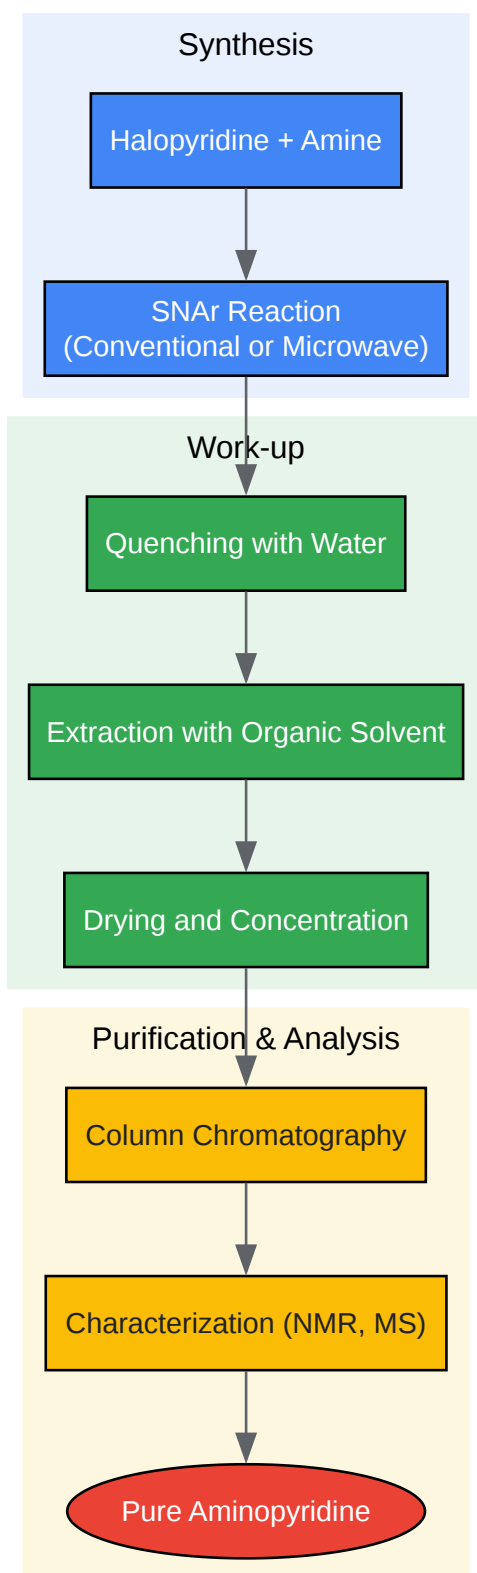 Synthesis
Halopyridine + Amine
SNAr Reaction
(Conventional or Microwave)
Work-up
Quenching with Water
Extraction with Organic Solvent
Drying and Concentration
Purification & Analysis
Column Chromatography
Characterization (NMR, MS)
Pure Aminopyridine